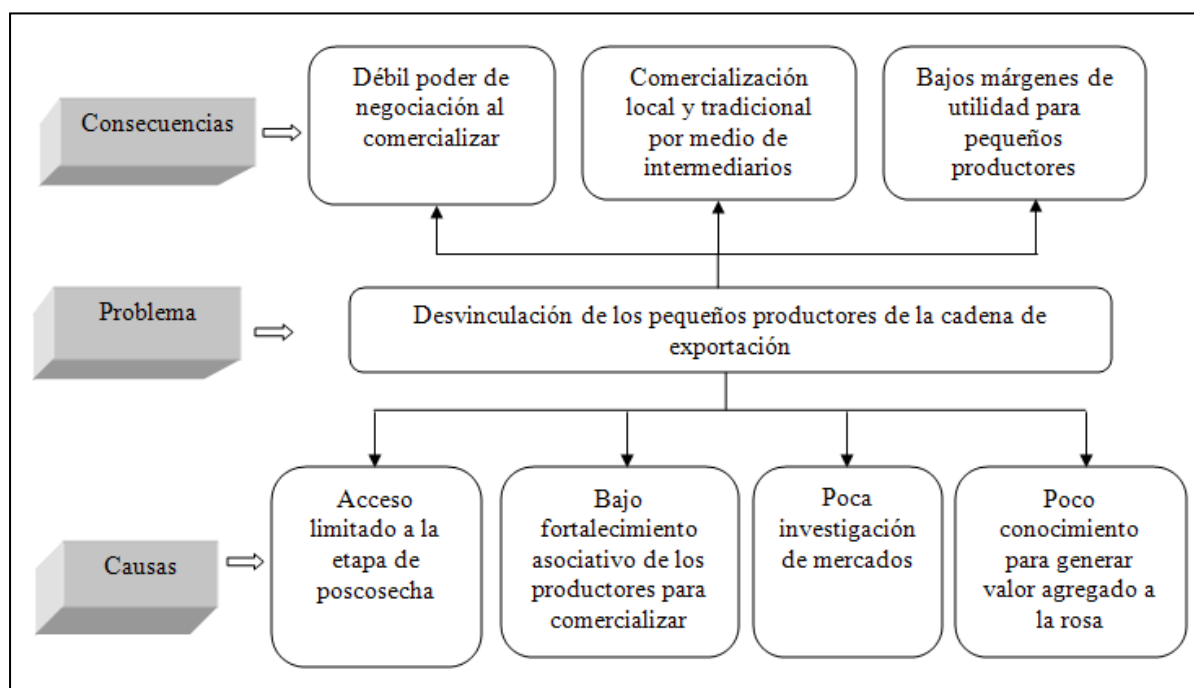 Consecuencias
Débil poder de
negociación al
comercializar
Comercialización
local y tradicional
por medio de
intermediarios
Bajos márgenes de
utilidad para
pequeños
productores
Problema
Desvinculación de los pequeños productores de la cadena de
exportación
Causas
Acceso
limitado a la
etapa de
poscosecha
Bajo
fortalecimiento
asociativo de los
productores para
comercializar
Poca
investigación
de mercados
Poco
conocimiento
para generar
valor agregado a
la rosa